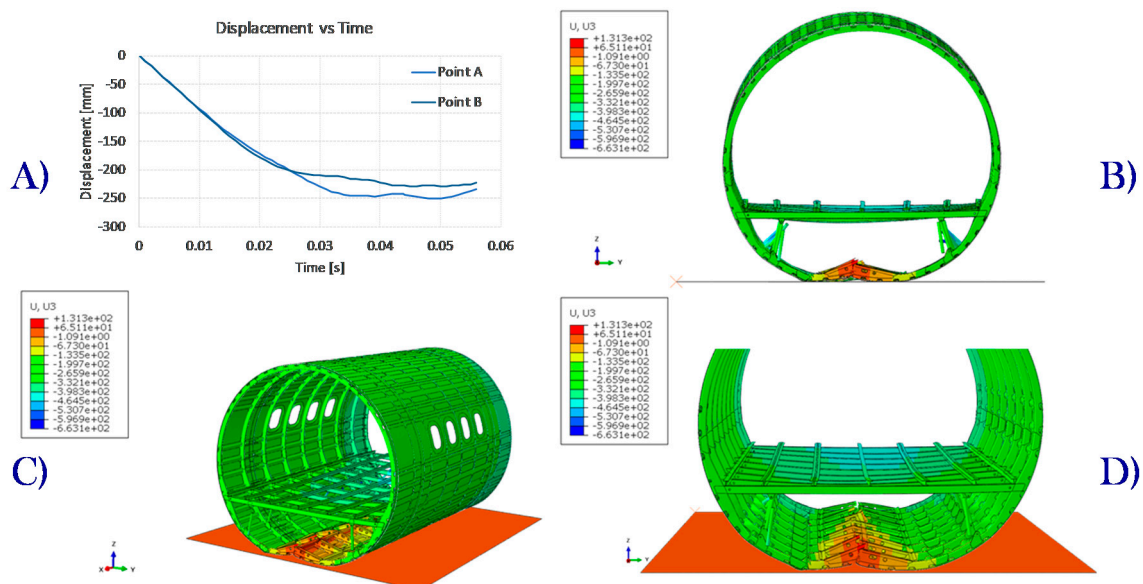 Displacement vs Time
0
-50
-100
-150
-200
-250
-300
Displacement [mm]
Point A
Point B
0
0.01
0.02
0.03
0.04
0.05
0.06
Time [s]
A)
U, U3
+1.313e+02
+6.511e+01
-1.091e+00
-6.730e+01
-1.335e+02
-1.997e+02
-2.659e+02
-3.321e+02
-3.983e+02
-4.645e+02
-5.307e+02
-5.969e+02
-6.631e+02
Z
Y
B)
U, U3
+1.313e+02
+6.511e+01
-1.091e+00
-6.730e+01
-1.335e+02
-1.997e+02
-2.659e+02
-3.321e+02
-3.983e+02
-4.645e+02
-5.307e+02
-5.969e+02
-6.631e+02
Z
X
Y
C)
U, U3
+1.313e+02
+6.511e+01
-1.091e+00
-6.730e+01
-1.335e+02
-1.997e+02
-2.659e+02
-3.321e+02
-3.983e+02
-4.645e+02
-5.307e+02
-5.969e+02
-6.631e+02
Z
Y
D)